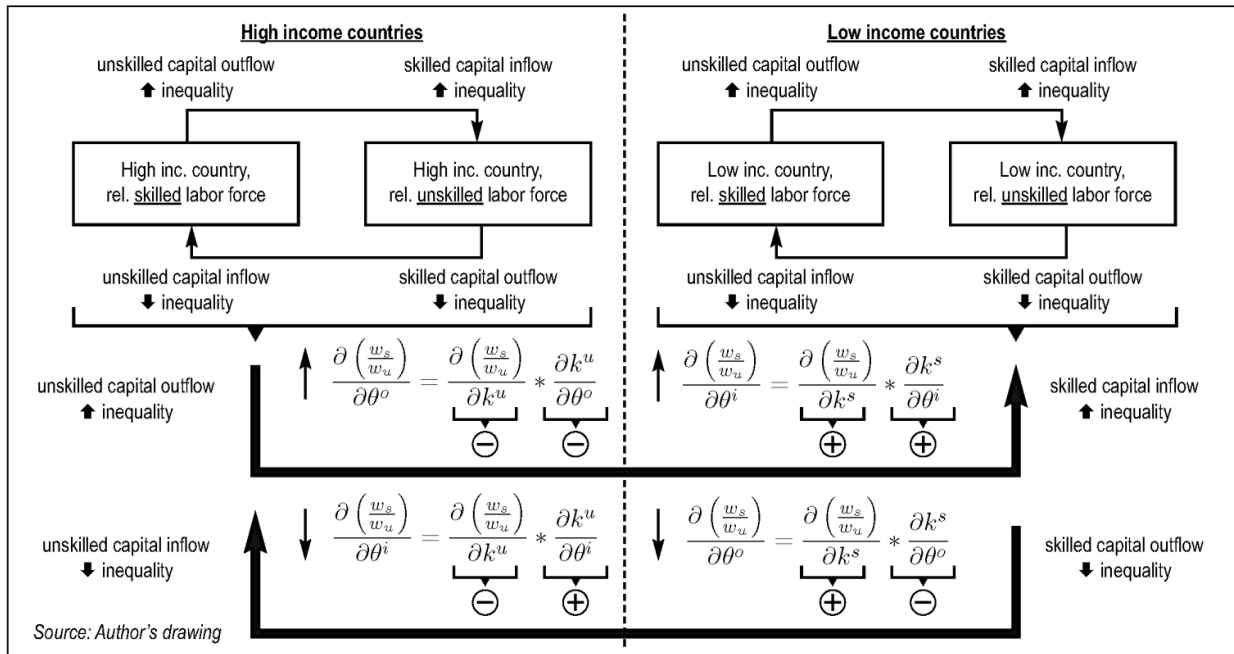 High income countries
Low income countries
unskilled capital outflow
⬆ inequality
skilled capital inflow
⬆ inequality
unskilled capital outflow
⬆ inequality
skilled capital inflow
⬆ inequality
High inc. country,
rel. skilled labor force
High inc. country,
rel. unskilled labor force
Low inc. country,
rel. skilled labor force
Low inc. country,
rel. unskilled labor force
unskilled capital inflow
⬇ inequality
skilled capital outflow
⬇ inequality
unskilled capital inflow
⬇ inequality
skilled capital outflow
⬇ inequality
unskilled capital outflow
⬆ inequality
↑ ∂(w_s/w_u)/∂θ^o = ∂(w_s/w_u)/∂k^u * ∂k^u/∂θ^o
⊖ ⊖
↑ ∂(w_s/w_u)/∂θ^i = ∂(w_s/w_u)/∂k^s * ∂k^s/∂θ^i
⊕ ⊕
skilled capital inflow
⬆ inequality
unskilled capital inflow
⬇ inequality
↓ ∂(w_s/w_u)/∂θ^i = ∂(w_s/w_u)/∂k^u * ∂k^u/∂θ^i
⊖ ⊕
↓ ∂(w_s/w_u)/∂θ^o = ∂(w_s/w_u)/∂k^s * ∂k^s/∂θ^o
⊕ ⊖
skilled capital outflow
⬇ inequality
Source: Author's drawing